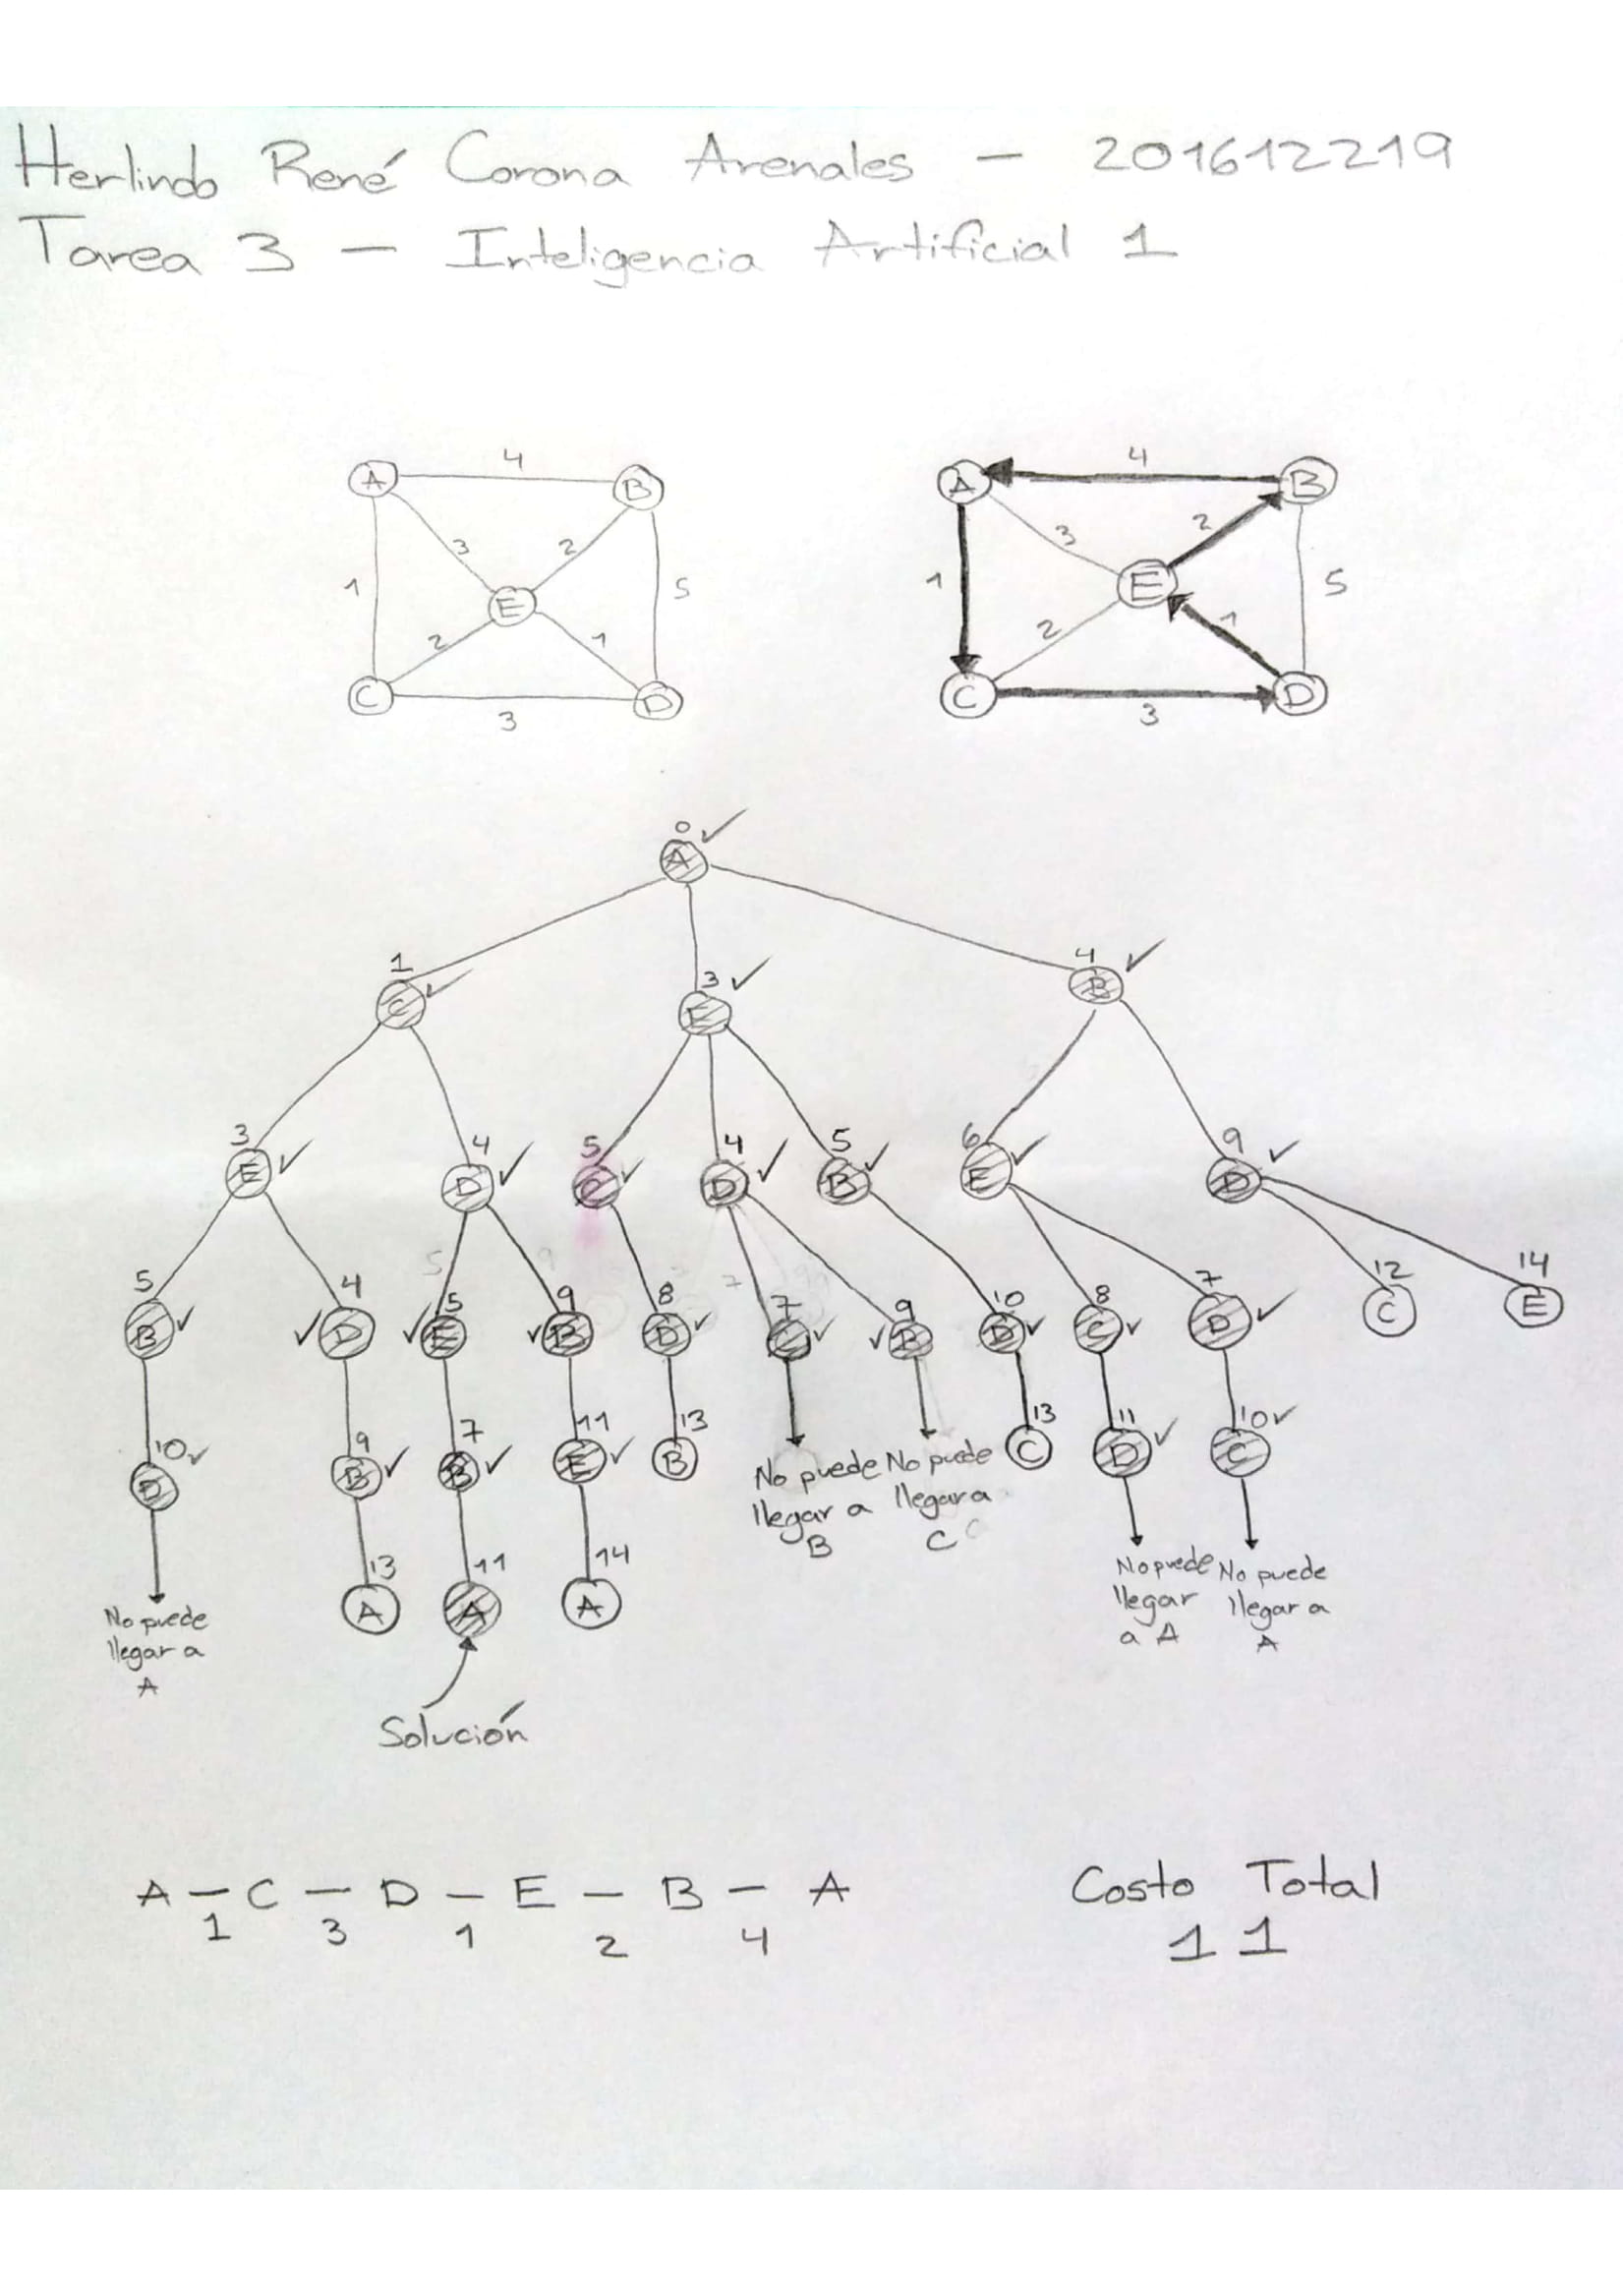 Herlindo René Corona Arenales — 201612219
Tarea 3 — Inteligencia Artificial 1
4
A
B
3
2
1
E
5
2
1
C
D
3
4
A
B
3
2
1
E
5
2
1
C
D
3
0
A
1
C
3
E
4
B
3
E
4
D
5
C
4
D
5
B
6
E
9
D
5
B
4
D
5
E
9
B
8
D
7
C
9
B
10
D
8
C
7
D
12
C
14
E
10
D
9
B
7
B
11
E
13
B
No puede
llegar a
B
No puede
llegar a
C
13
C
11
D
10
C
No puede
llegar a
A
13
A
11
A
14
A
No puede
llegar
a A
No puede
llegar a
A
Solución
A — C — D — E — B — A
1 3 1 2 4
Costo Total
11